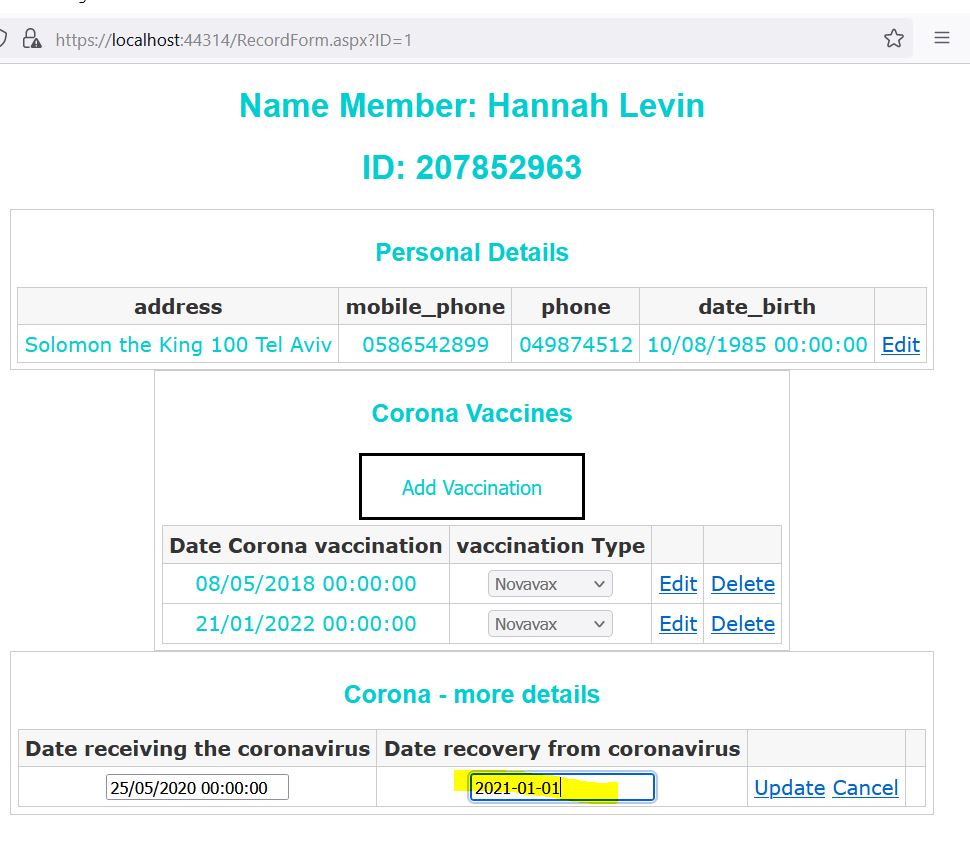 https://localhost:44314/RecordForm.aspx?ID=1
Name Member: Hannah Levin
ID: 207852963
Personal Details
address mobile_phone phone date_birth
Solomon the King 100 Tel Aviv 0586542899 049874512 10/08/1985 00:00:00 Edit
Corona Vaccines
Add Vaccination
Date Corona vaccination vaccination Type
08/05/2018 00:00:00 Novavax Edit Delete
21/01/2022 00:00:00 Novavax Edit Delete
Corona - more details
Date receiving the coronavirus Date recovery from coronavirus
25/05/2020 00:00:00 2021-01-01 Update Cancel